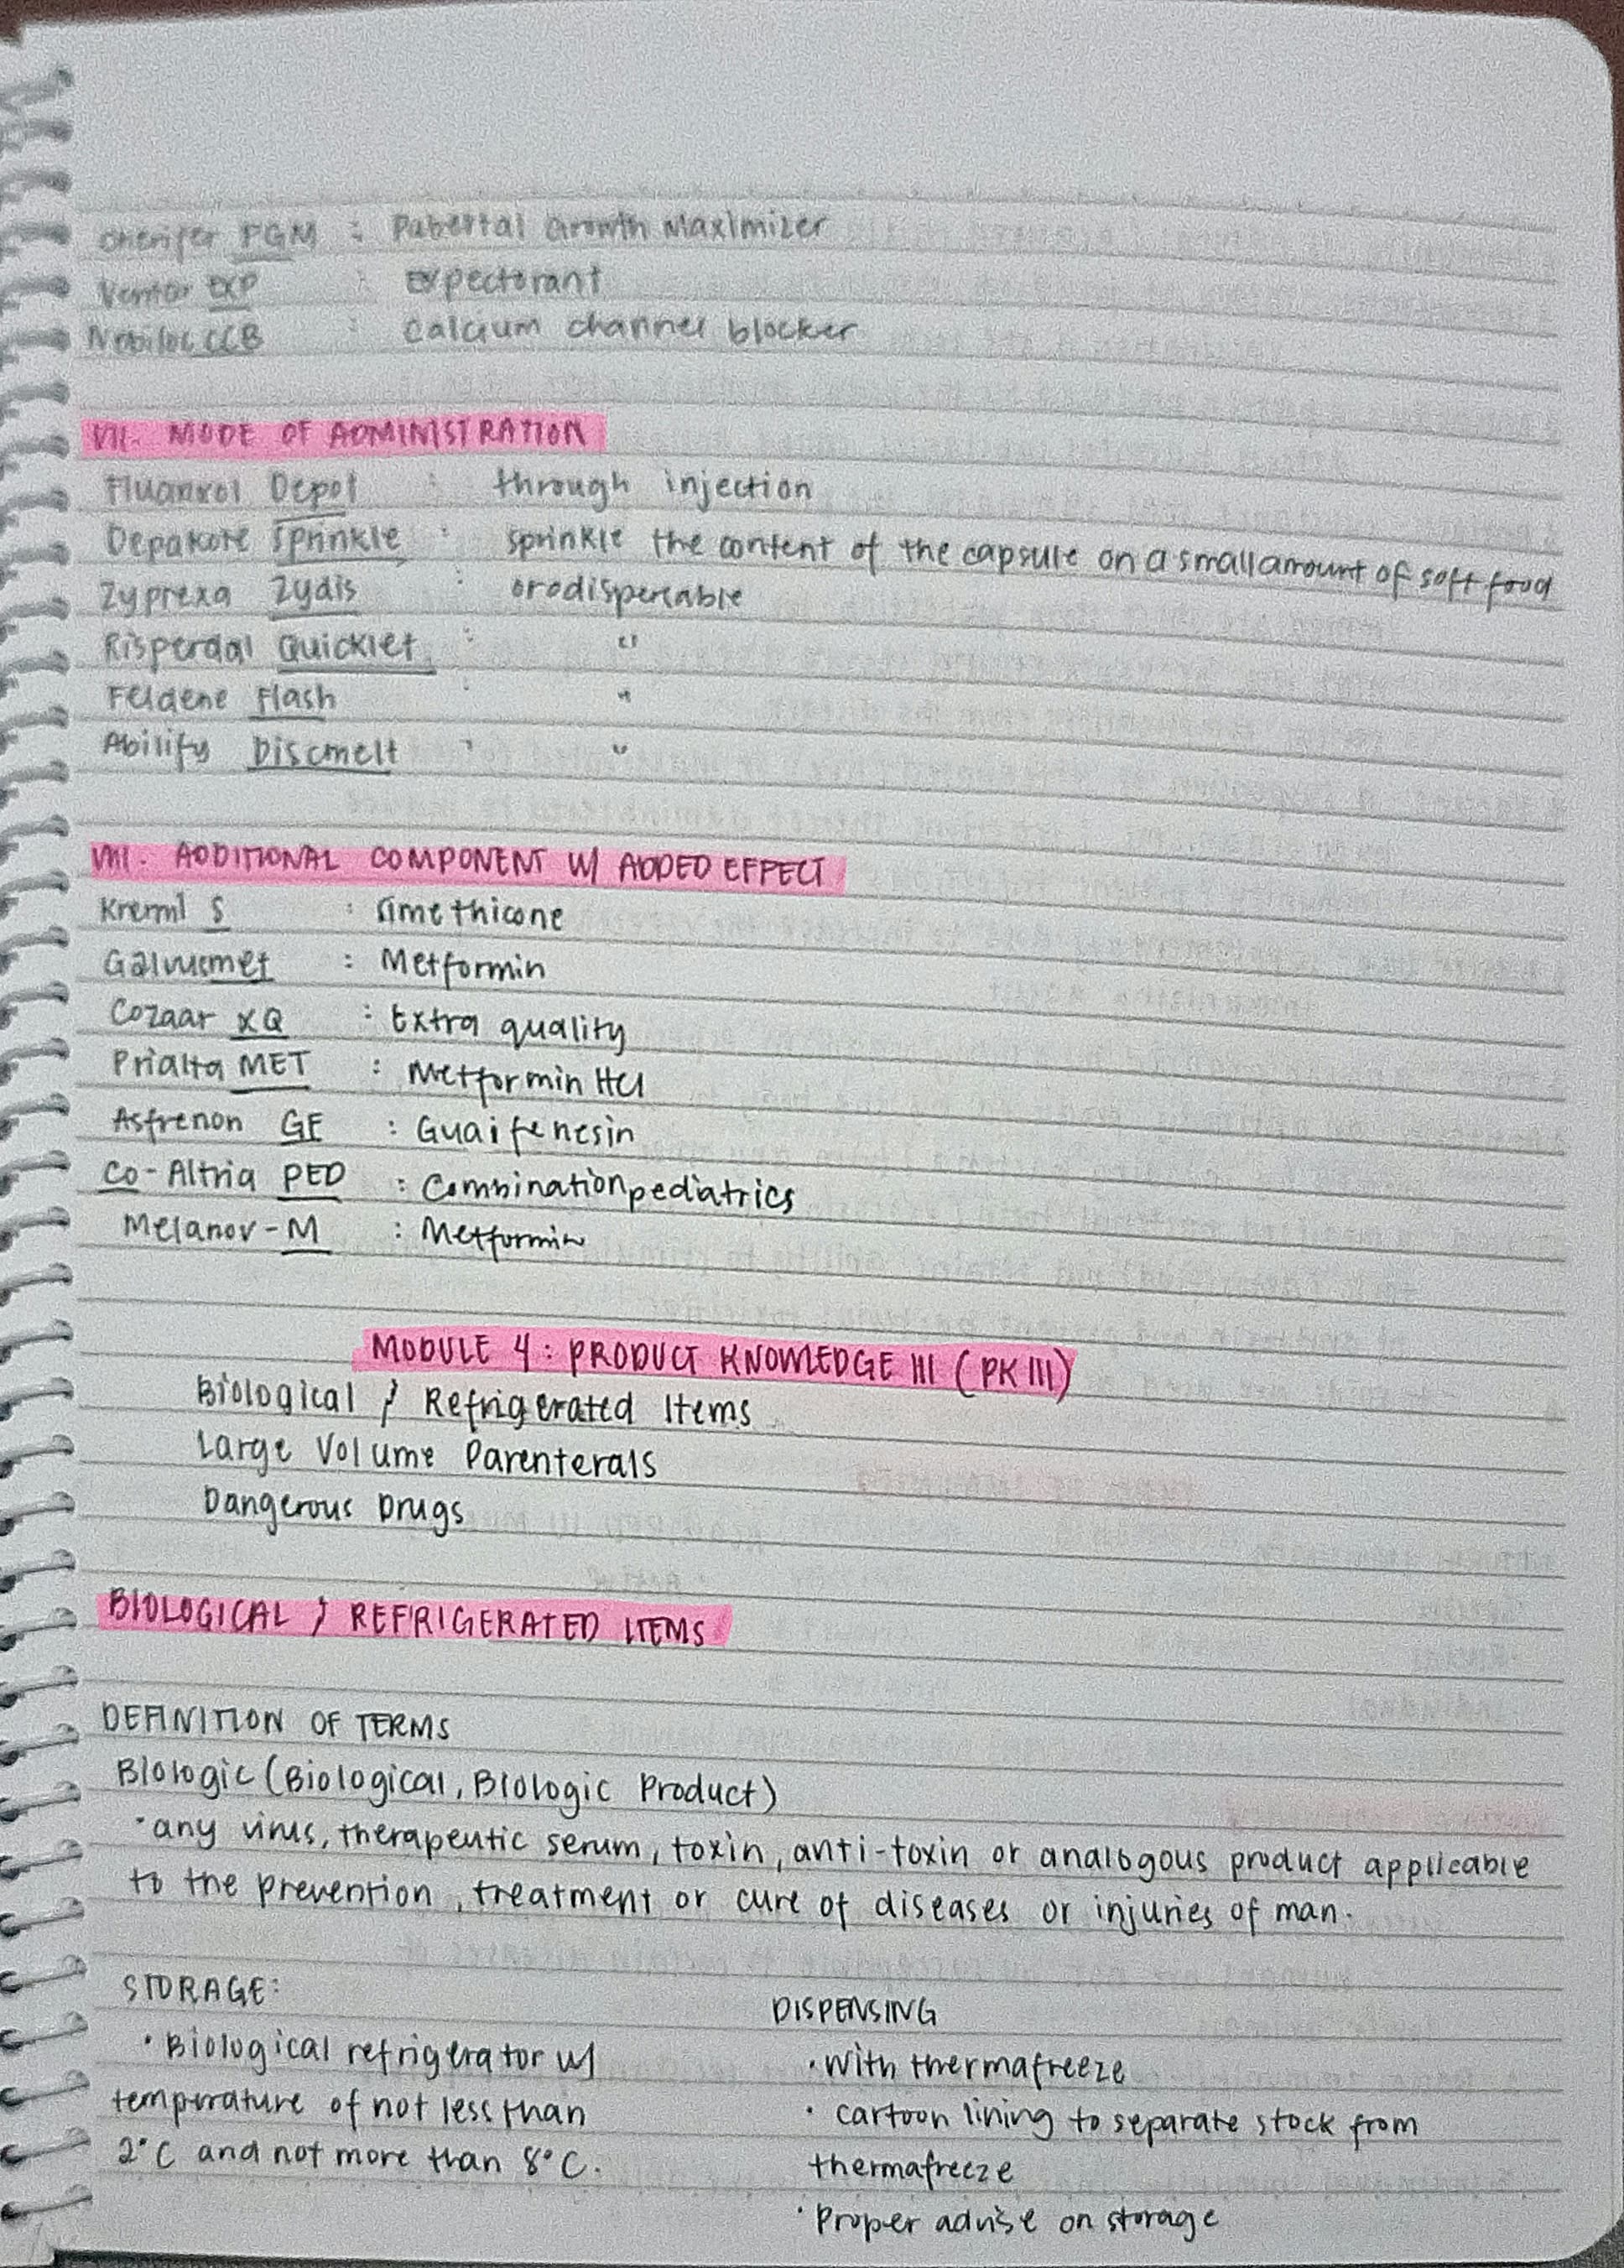 Cherifer PGM : Pubertal Growth Maximizer
Ventar EXP : Expectorant
Nebiloc CCB : Calcium channel blocker
VII. MODE OF ADMINISTRATION
Fluanxol Depot : through injection
Depakote Sprinkle : sprinkle the content of the capsule on a small amount of soft food
Zyprexa Zydis : orodispersable
Risperdal Quicklet : "
Feldene Flash : "
Abilify Discmelt : "
VIII. ADDITIONAL COMPONENT W/ ADDED EFFECT
Kremil S : Simethicone
Galvusmet : Metformin
Cozaar XQ : Extra quality
Prialta MET : Metformin HCl
Asfrenon GF : Guaifenesin
Co-Altria PED : Combination pediatrics
Melanov-M : Metformin
MODULE 4 : PRODUCT KNOWLEDGE III (PK III)
Biological / Refrigerated Items
Large Volume Parenterals
Dangerous Drugs
BIOLOGICAL / REFRIGERATED ITEMS
DEFINITION OF TERMS
Biologic (Biological, Biologic Product)
• any virus, therapeutic serum, toxin, anti-toxin or analogous product applicable
to the prevention, treatment or cure of diseases or injuries of man.
STORAGE:
• Biological refrigerator w/
temperature of not less than
2°C and not more than 8°C.
DISPENSING
• With thermafreeze
• cartoon lining to separate stock from
thermafreeze
• Proper advise on storage